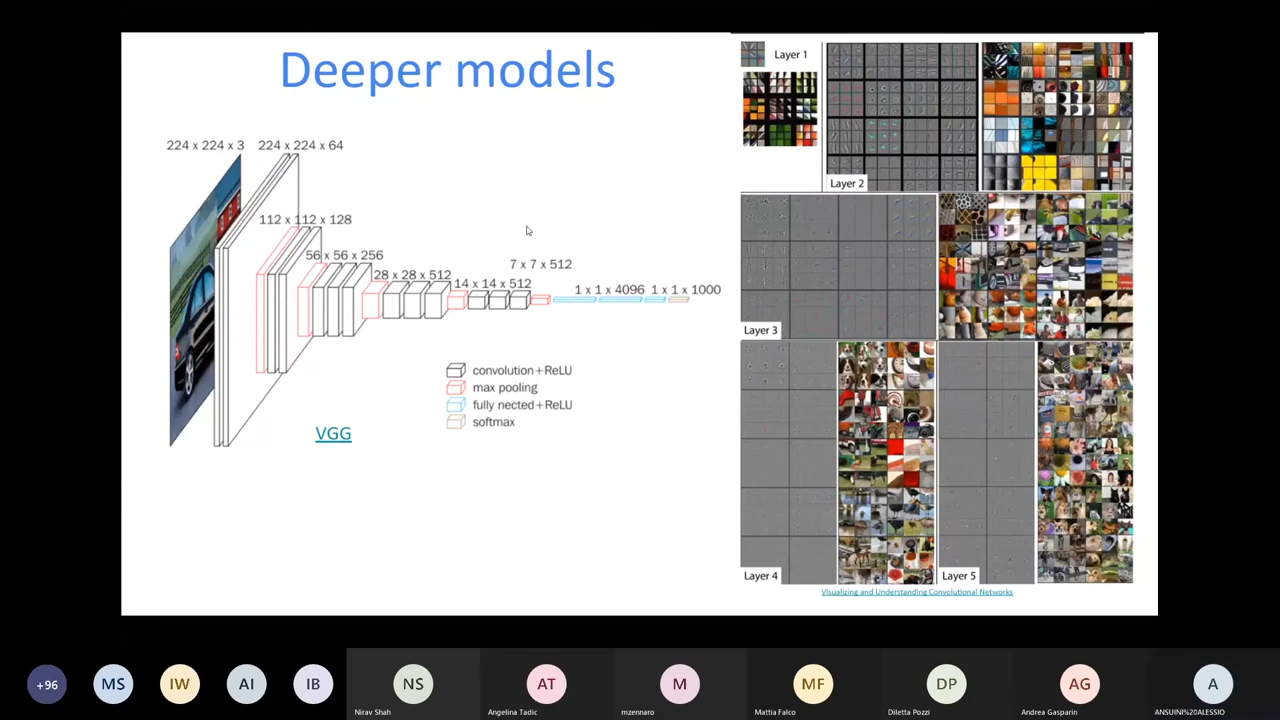 Deeper models
224 x 224 x 3
224 x 224 x 64
112 x 112 x 128
56 x 56 x 256
28 x 28 x 512
14 x 14 x 512
7 x 7 x 512
1 x 1 x 4096
1 x 1 x 1000
convolution+ReLU
max pooling
fully nected+ReLU
softmax
VGG
Layer 1
Layer 2
Layer 3
Layer 4
Layer 5
Visualizing and Understanding Convolutional Networks
+96
MS
IW
AI
IB
NS
Nirav Shah
AT
Angelina Tadic
M
mzennaro
MF
Mattia Falco
DP
Diletta Pozzi
AG
Andrea Gasparin
A
ANSUINI%20ALESSIO